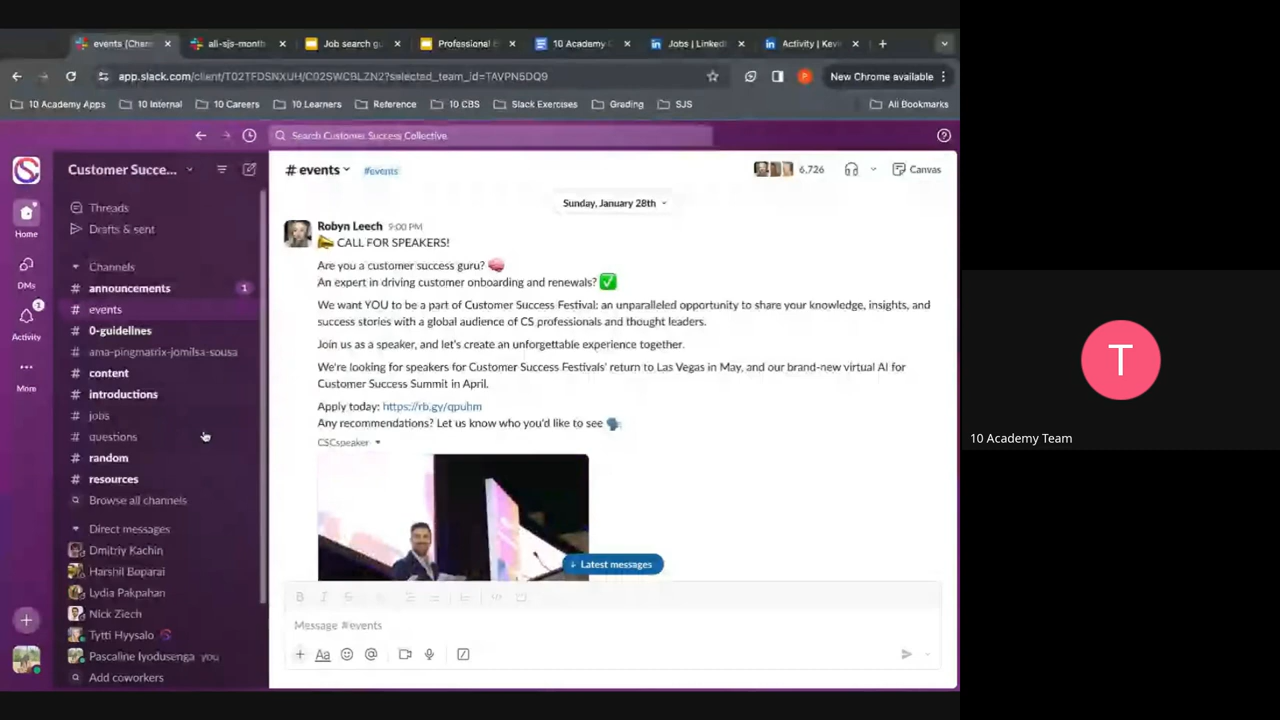 events (Chan
ali-sjs-month
Job search gu
Professional E
10 Academy
Jobs | LinkedI
Activity | Kev
app.slack.com/client/T02TFDSNXUH/C02SWC9LZN2?selected_team_id=TAVPN5DQ9
New Chrome available
10 Academy Apps
10 Internal
10 Careers
10 Learners
Reference
10 CBS
Slack Exercises
Grading
SJS
All Bookmarks
Search Customer Success Collective
Customer Succe...
# events
#events
6,726
Canvas
Home
DMs
1
Activity
More
Threads
Drafts & sent
Channels
announcements 1
# events
# 0-guidelines
# ama-pingmatrix-jomilsa-sousa
# content
# introductions
# jobs
# questions
# random
# resources
Browse all channels
Direct messages
Dmitriy Kachin
Harshil Boparai
Lydia Pakpahan
Nick Ziech
Tytti Hyysalo
Pascaline Iyodusenga you
Add coworkers
Sunday, January 28th
Robyn Leech 9:00 PM
📣 CALL FOR SPEAKERS!
Are you a customer success guru? 🧠
An expert in driving customer onboarding and renewals? ✅
We want YOU to be a part of Customer Success Festival: an unparalleled opportunity to share your knowledge, insights, and
success stories with a global audience of CS professionals and thought leaders.
Join us as a speaker, and let's create an unforgettable experience together.
We're looking for speakers for Customer Success Festivals' return to Las Vegas in May, and our brand-new virtual AI for
Customer Success Summit in April.
Apply today: https://rb.gy/qpuhm
Any recommendations? Let us know who you'd like to see 🗣️
CSCspeaker
↓ Latest messages
Message #events
Aa
T
10 Academy Team